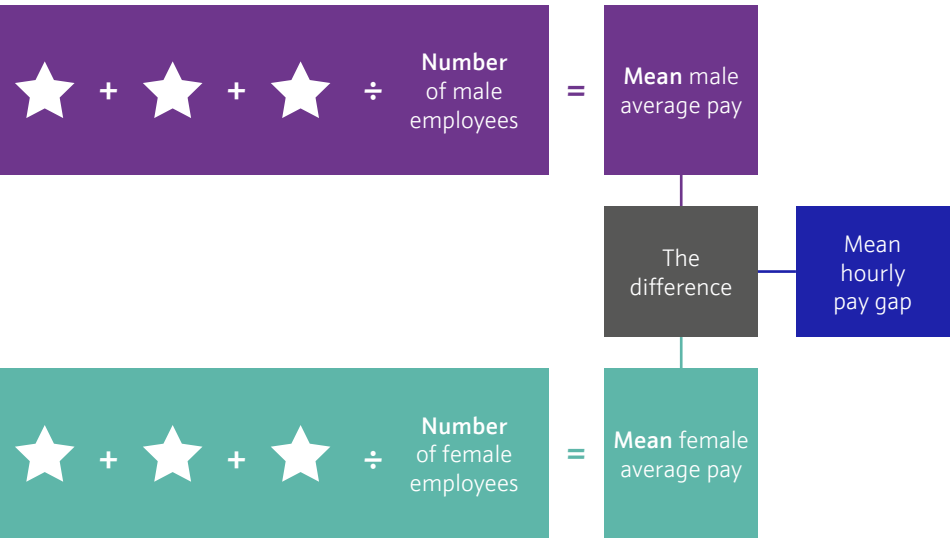 + + ÷ Number
of male
employees
=
Mean male
average pay
The
difference
Mean
hourly
pay gap
+ + ÷ Number
of female
employees
=
Mean female
average pay